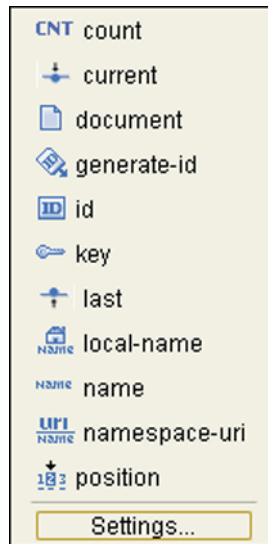 CNT count
current
document
ID generate-id
ID id
key
last
Name local-name
Name name
uri Name namespace-uri
123 position
Settings...